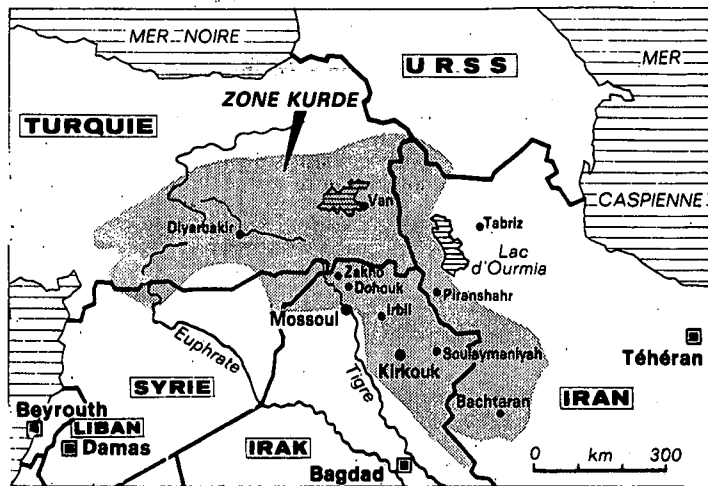 MER NOIRE
URSS
MER
ZONE KURDE
TURQUIE
CASPIENNE
Van
Diyarbakir
Tabriz
Lac
d'Ourmia
Zakho
Dohouk
Piranshahr
Mossoul
Irbil
Euphrate
Soulaymaniyah
Téhéran
Kirkouk
SYRIE
Tigre
Bachtaran
IRAN
Beyrouth
LIBAN
Damas
IRAK
0 km 300
Bagdad